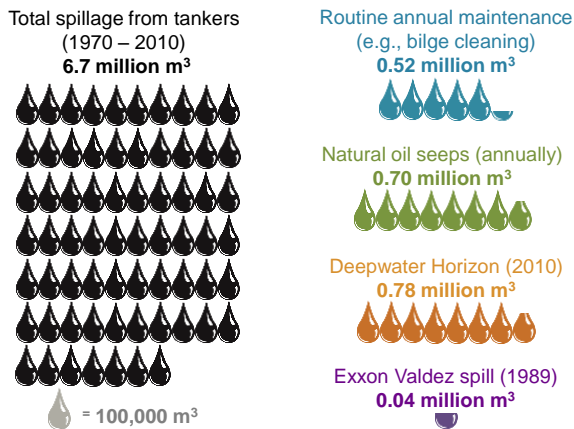 Total spillage from tankers
(1970 – 2010)
6.7 million m³
= 100,000 m³
Routine annual maintenance
(e.g., bilge cleaning)
0.52 million m³
Natural oil seeps (annually)
0.70 million m³
Deepwater Horizon (2010)
0.78 million m³
Exxon Valdez spill (1989)
0.04 million m³